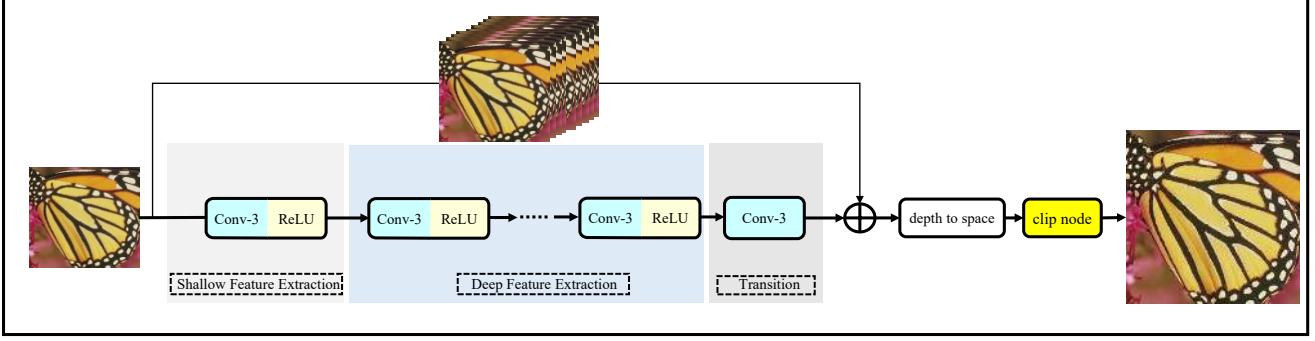 Conv-3 ReLU
Conv-3 ReLU
......
Conv-3 ReLU
Conv-3
depth to space
clip node
Shallow Feature Extraction
Deep Feature Extraction
Transition